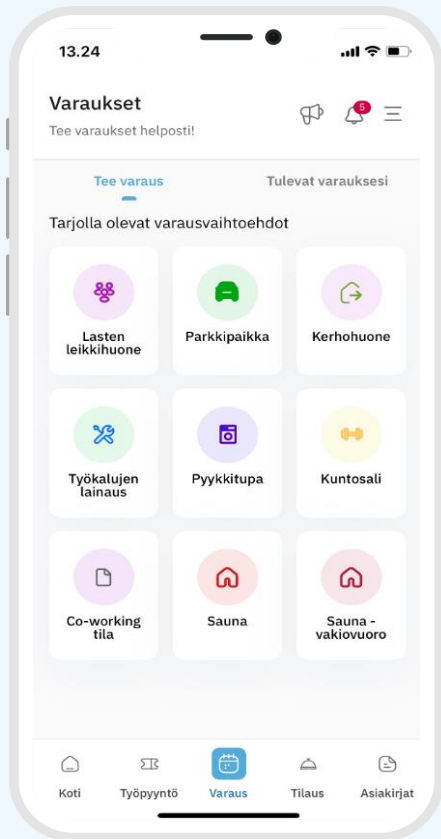 13.24
Varaukset
5
Tee varaukset helposti!
Tee varaus
Tulevat varauksesi
Tarjolla olevat varausvaihtoehdot
Lasten
leikkihuone
Parkkipaikka
Kerhohuone
Työkalujen
lainaus
Pyykkitupa
Kuntosali
Co-working
tila
Sauna
Sauna -
vakiovuoro
Koti
Työpyyntö
Varaus
Tilaus
Asiakirjat